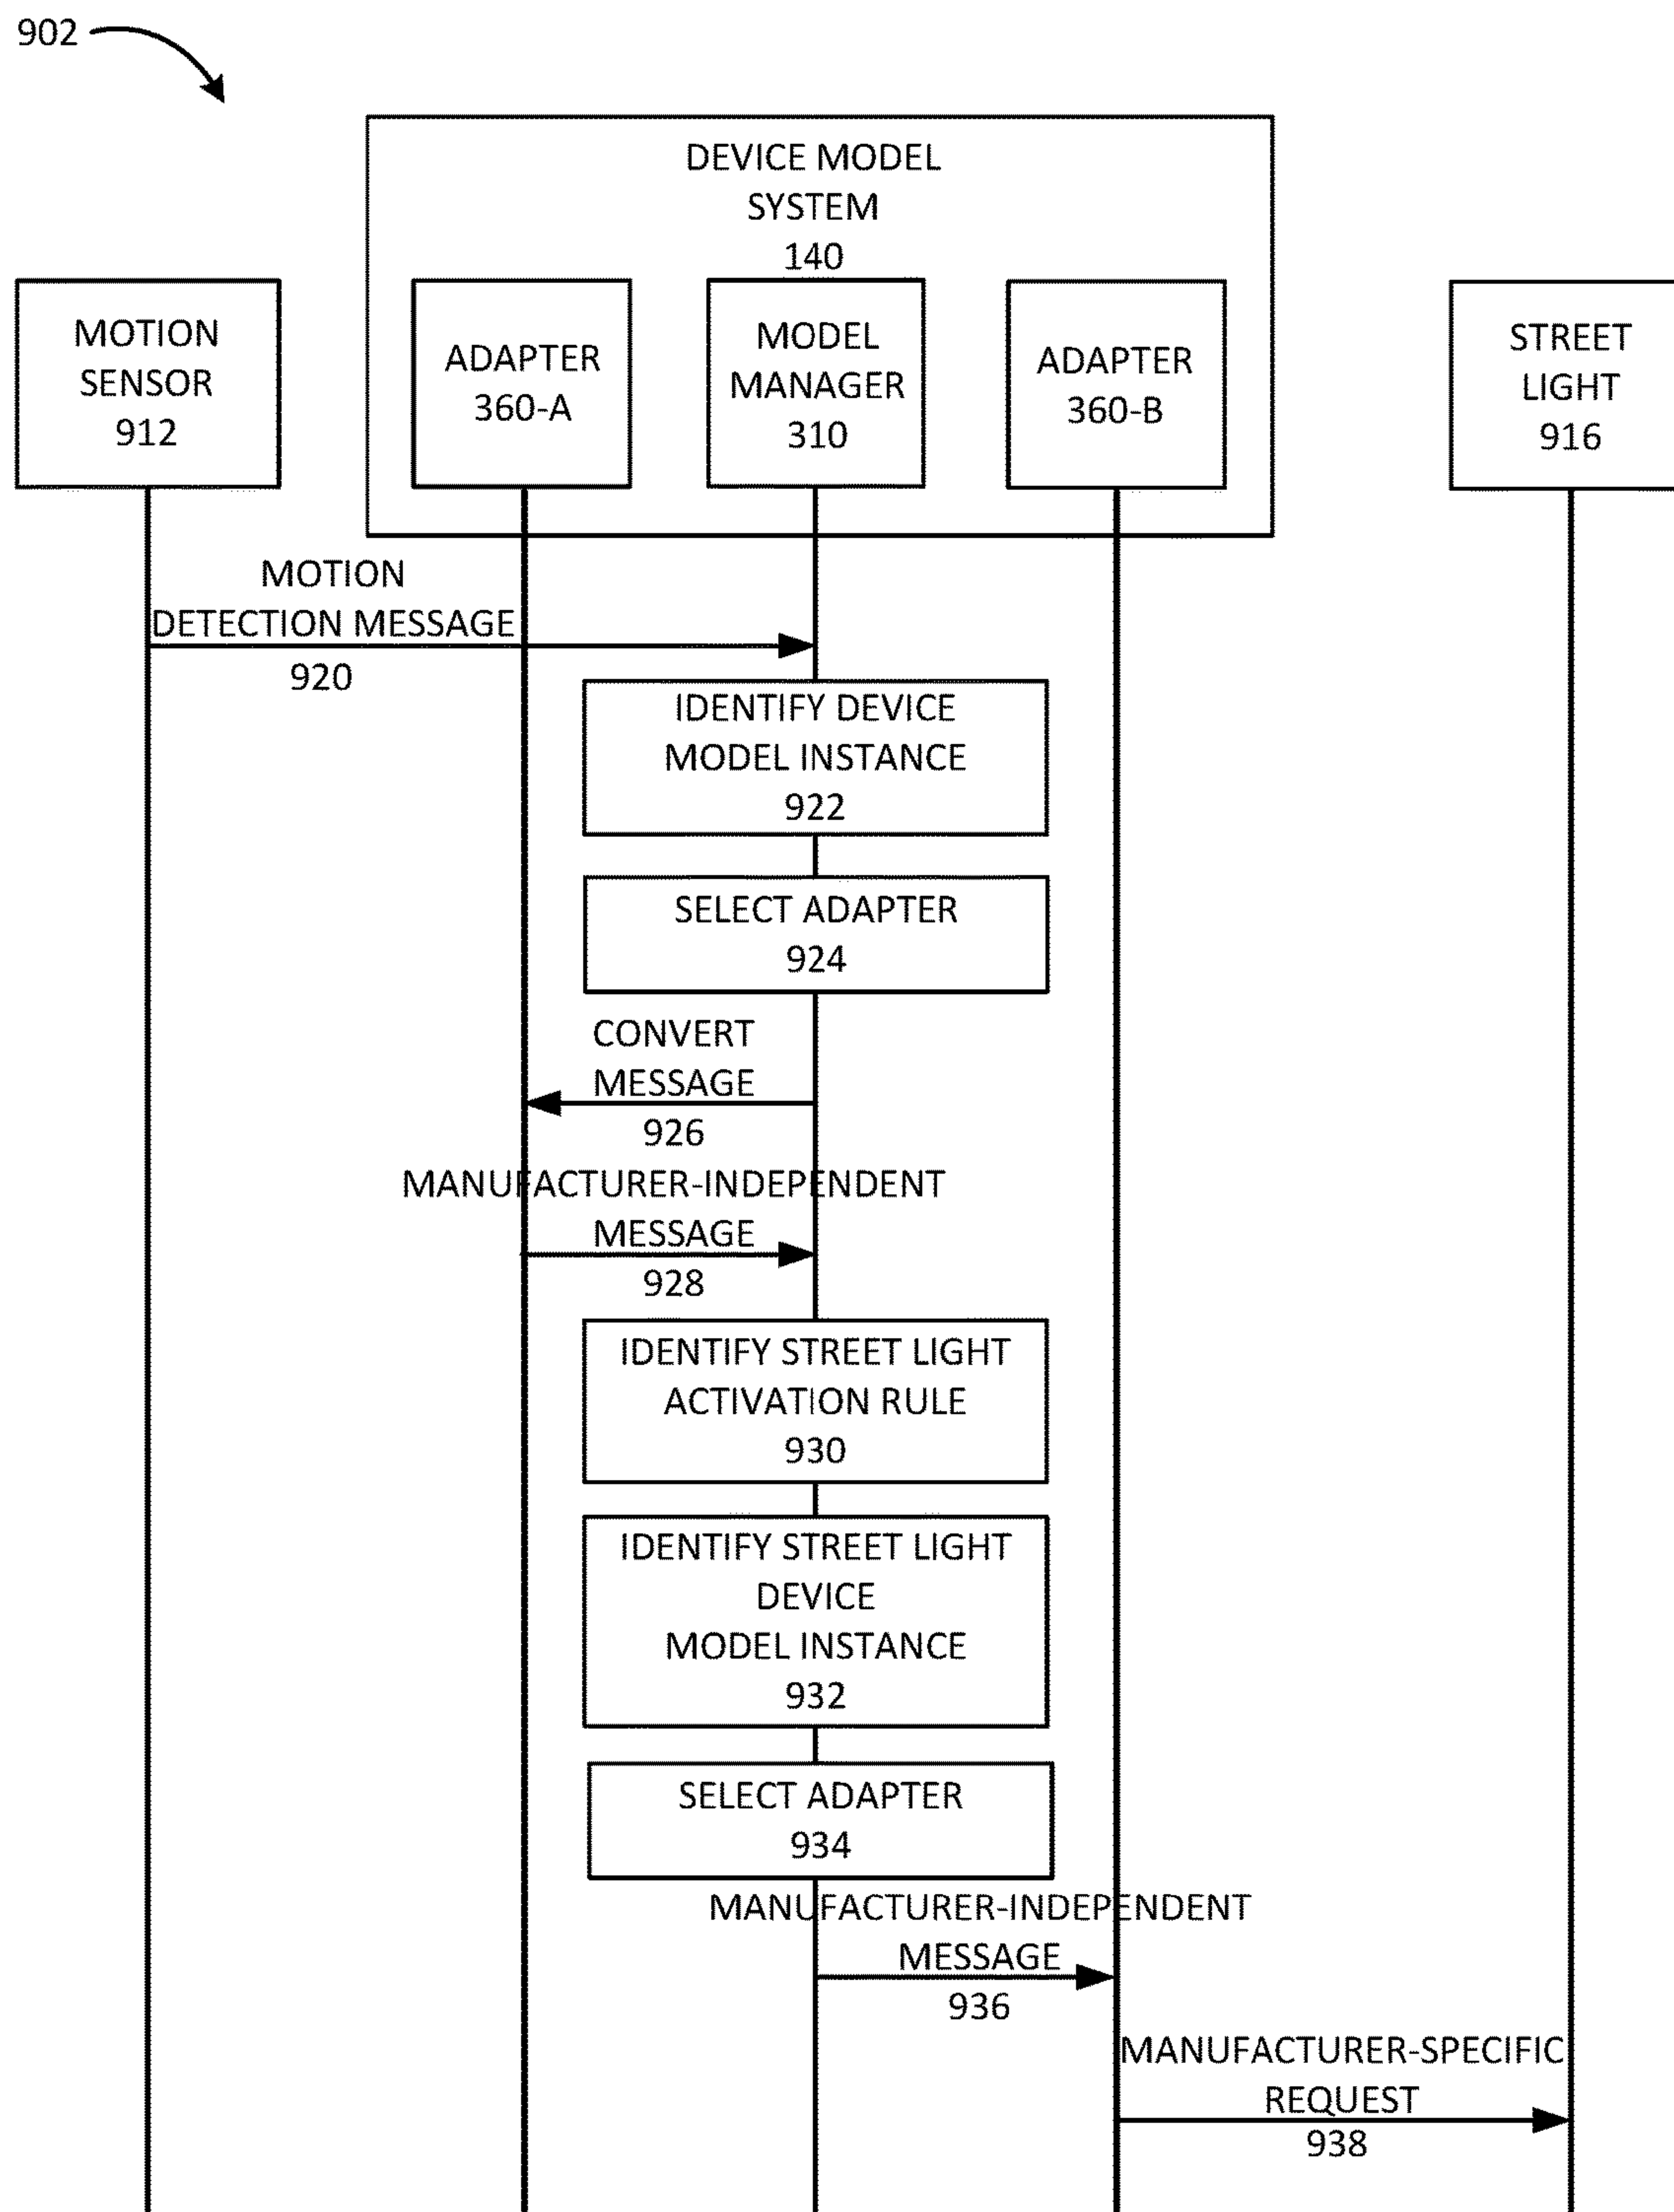 902
DEVICE MODEL
SYSTEM
140
MOTION
SENSOR
912
ADAPTER
360-A
MODEL
MANAGER
310
ADAPTER
360-B
STREET
LIGHT
916
MOTION
DETECTION MESSAGE
920
IDENTIFY DEVICE
MODEL INSTANCE
922
SELECT ADAPTER
924
CONVERT
MESSAGE
926
MANUFACTURER-INDEPENDENT
MESSAGE
928
IDENTIFY STREET LIGHT
ACTIVATION RULE
930
IDENTIFY STREET LIGHT
DEVICE
MODEL INSTANCE
932
SELECT ADAPTER
934
MANUFACTURER-INDEPENDENT
MESSAGE
936
MANUFACTURER-SPECIFIC
REQUEST
938